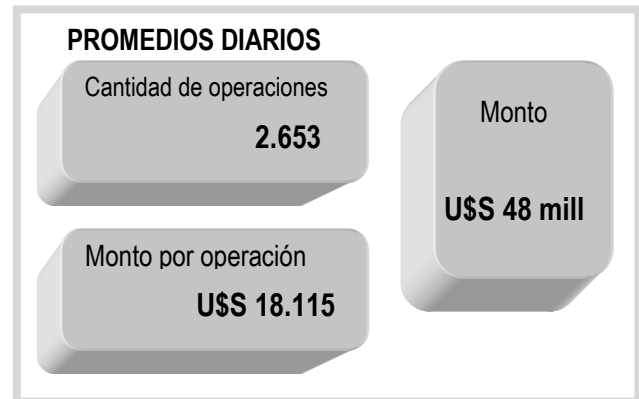 PROMEDIOS DIARIOS
Cantidad de operaciones
2.653
Monto por operación
U$S 18.115
Monto
U$S 48 mill